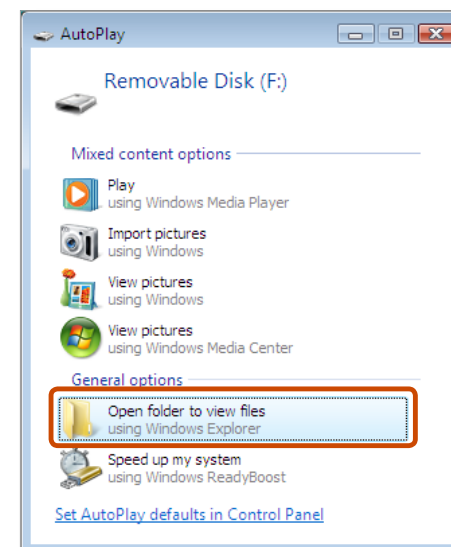 AutoPlay
Removable Disk (F:)
Mixed content options
Play
using Windows Media Player
Import pictures
using Windows
View pictures
using Windows
View pictures
using Windows Media Center
General options
Open folder to view files
using Windows Explorer
Speed up my system
using Windows ReadyBoost
Set AutoPlay defaults in Control Panel